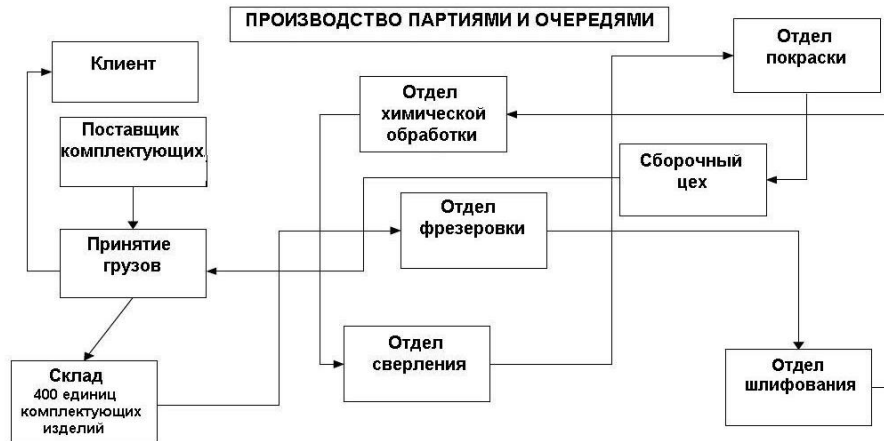 ПРОИЗВОДСТВО ПАРТИЯМИ И ОЧЕРЕДЯМИ
Клиент
Поставщик
комплектующих
Принятие
грузов
Склад
400 единиц
комплектующих
изделий
Отдел
химической
обработки
Отдел
фрезеровки
Отдел
сверления
Отдел
покраски
Сборочный
цех
Отдел
шлифования